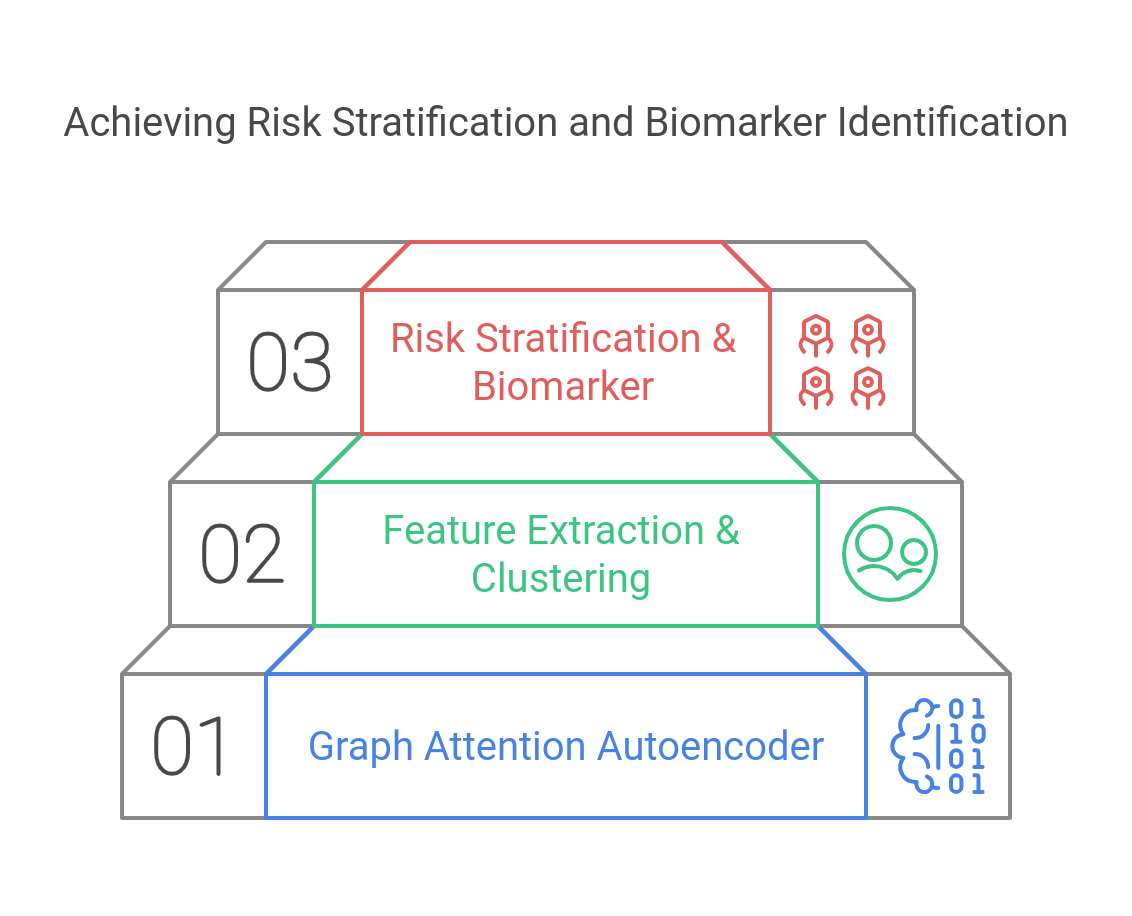 Achieving Risk Stratification and Biomarker Identification
03
Risk Stratification &
Biomarker
02
Feature Extraction &
Clustering
01
Graph Attention Autoencoder
01
10
01
01